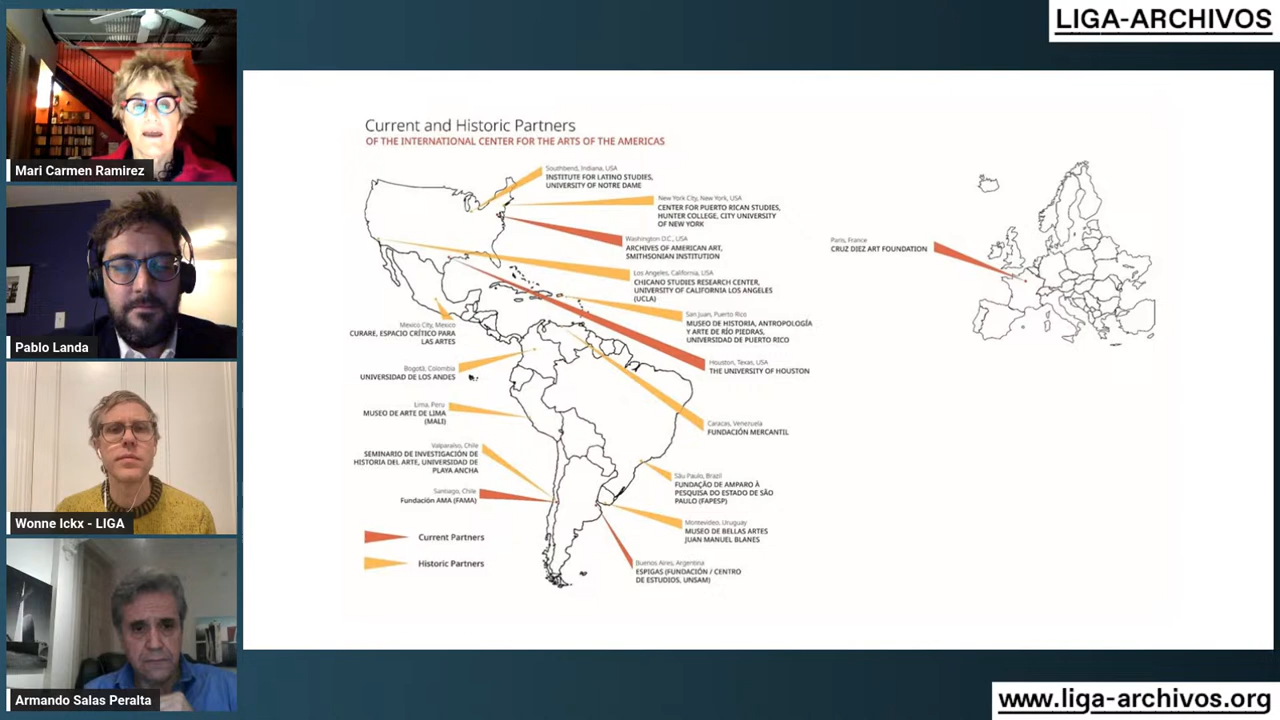 LIGA-ARCHIVOS
Mari Carmen Ramirez
Pablo Landa
Wonne Ickx - LIGA
Armando Salas Peralta
Current and Historic Partners
OF THE INTERNATIONAL CENTER FOR THE ARTS OF THE AMERICAS
Southbend, Indiana, USA
INSTITUTE FOR LATINO STUDIES,
UNIVERSITY OF NOTRE DAME
New York City, New York, USA
CENTER FOR PUERTO RICAN STUDIES,
HUNTER COLLEGE, CITY UNIVERSITY
OF NEW YORK
Washington D.C., USA
ARCHIVES OF AMERICAN ART,
SMITHSONIAN INSTITUTION
Los Angeles, California, USA
CHICANO STUDIES RESEARCH CENTER,
UNIVERSITY OF CALIFORNIA LOS ANGELES
(UCLA)
San Juan, Puerto Rico
MUSEO DE HISTORIA, ANTROPOLOGÍA
Y ARTE DE RÍO PIEDRAS,
UNIVERSIDAD DE PUERTO RICO
Houston, Texas, USA
THE UNIVERSITY OF HOUSTON
Caracas, Venezuela
FUNDACIÓN MERCANTIL
São Paulo, Brazil
FUNDAÇÃO DE AMPARO À
PESQUISA DO ESTADO DE SÃO
PAULO (FAPESP)
Montevideo, Uruguay
MUSEO DE BELLAS ARTES
JUAN MANUEL BLANES
Buenos Aires, Argentina
ESPIGAS (FUNDACIÓN / CENTRO
DE ESTUDIOS, UNSAM)
Mexico City, Mexico
CURARE, ESPACIO CRÍTICO PARA
LAS ARTES
Bogotá, Colombia
UNIVERSIDAD DE LOS ANDES
Lima, Peru
MUSEO DE ARTE DE LIMA
(MALI)
Valparaíso, Chile
SEMINARIO DE INVESTIGACIÓN DE
HISTORIA DEL ARTE, UNIVERSIDAD DE
PLAYA ANCHA
Santiago, Chile
Fundación AMA (FAMA)
Current Partners
Historic Partners
Paris, France
CRUZ DIEZ ART FOUNDATION
www.liga-archivos.org